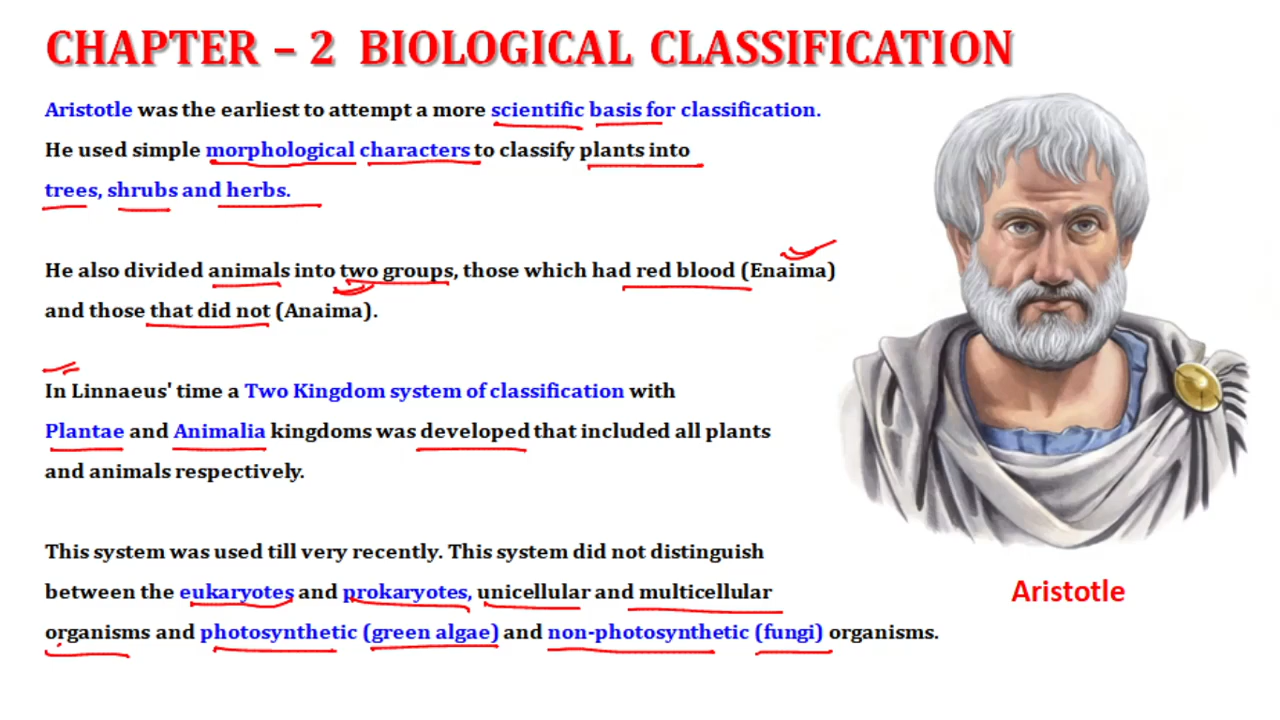 CHAPTER – 2 BIOLOGICAL CLASSIFICATION
Aristotle was the earliest to attempt a more scientific basis for classification.
He used simple morphological characters to classify plants into
trees, shrubs and herbs.
He also divided animals into two groups, those which had red blood (Enaima)
and those that did not (Anaima).
In Linnaeus' time a Two Kingdom system of classification with
Plantae and Animalia kingdoms was developed that included all plants
and animals respectively.
This system was used till very recently. This system did not distinguish
between the eukaryotes and prokaryotes, unicellular and multicellular
organisms and photosynthetic (green algae) and non-photosynthetic (fungi) organisms.
Aristotle